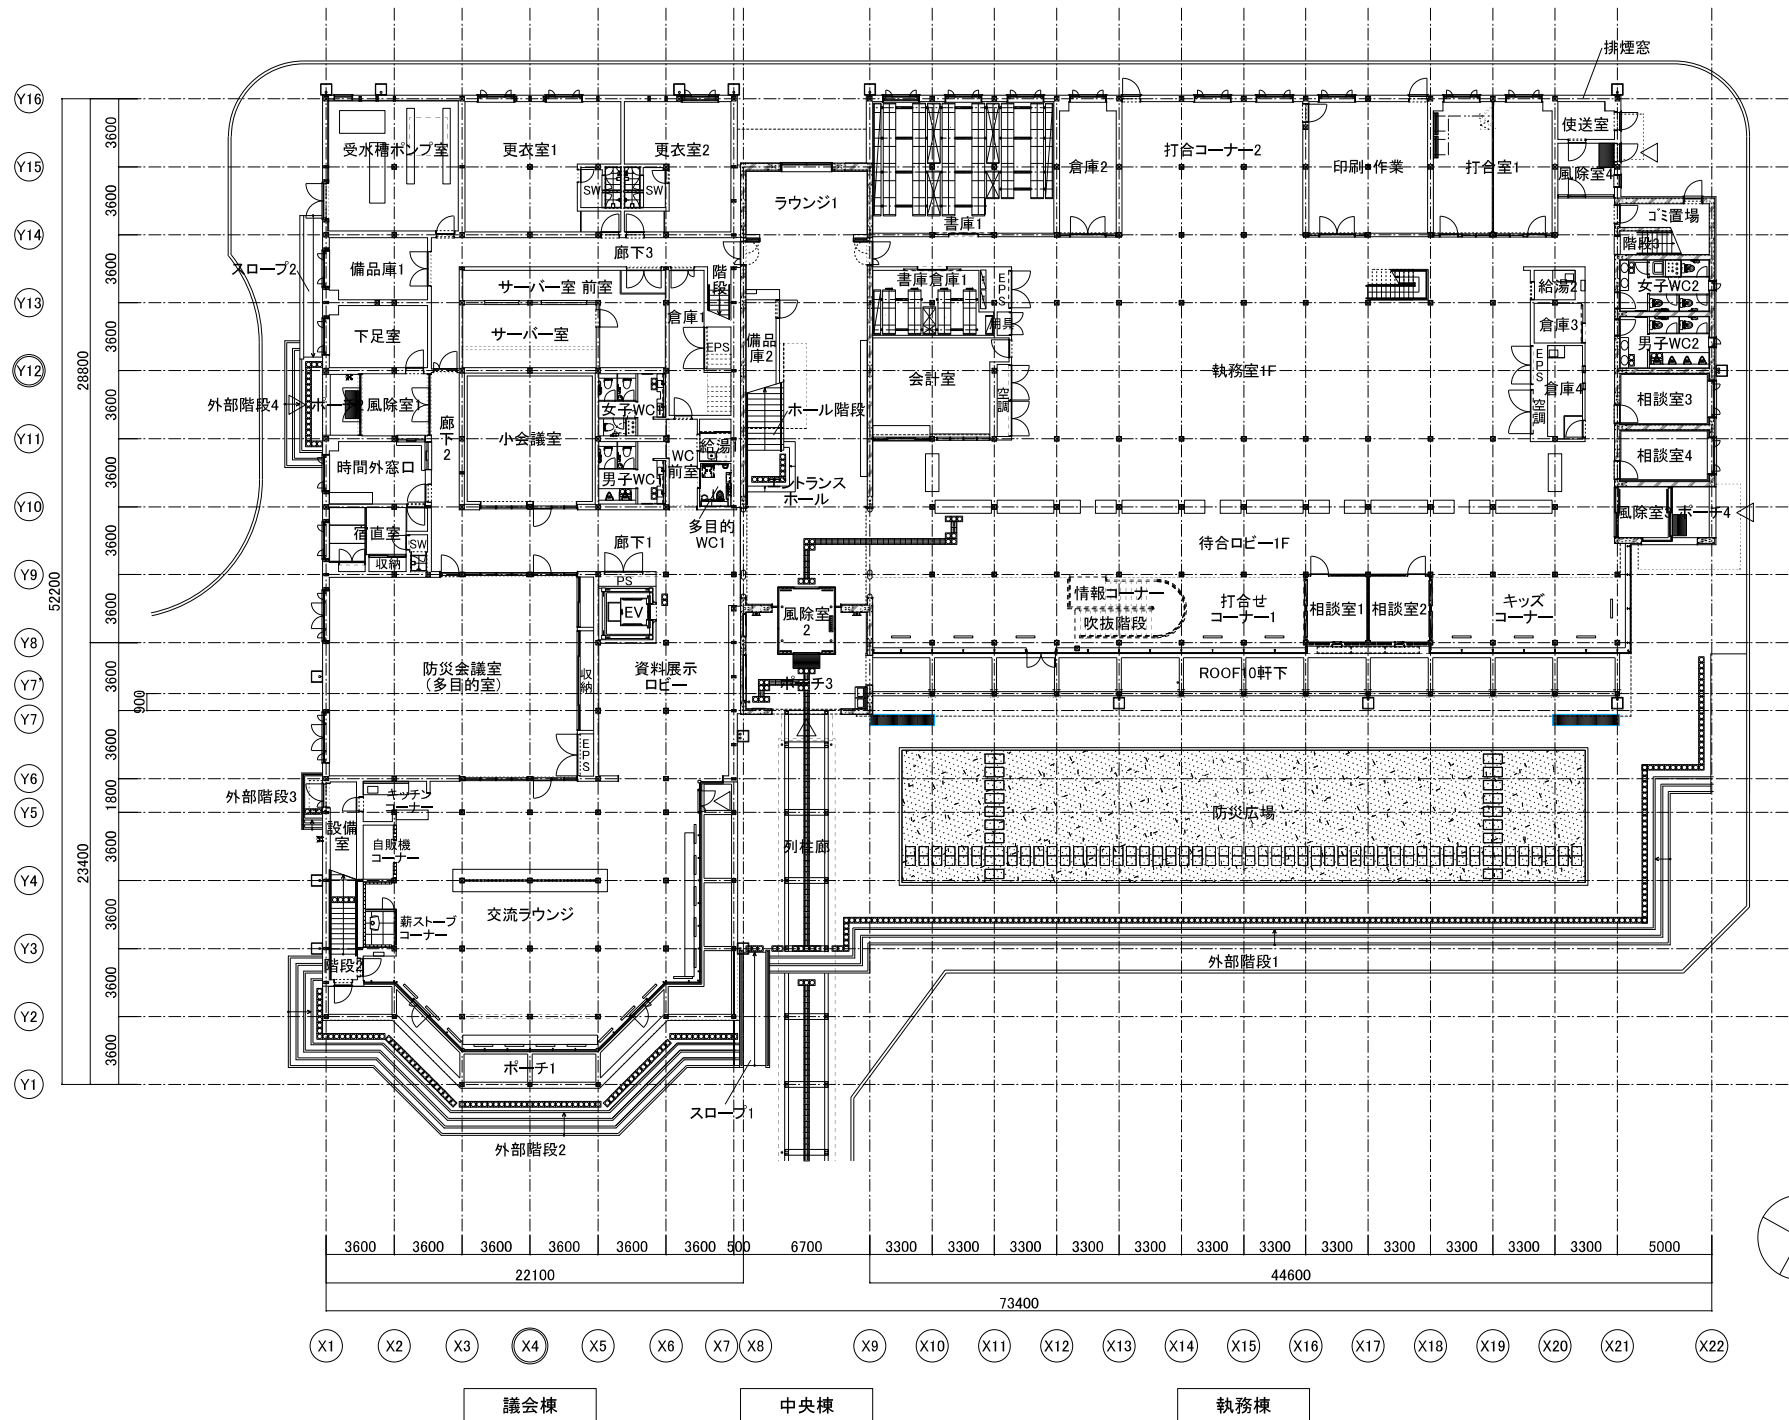 排煙窓
Y16
3600
受水槽ポンプ室
更衣室1
更衣室2
倉庫2
打合コーナー2
印刷・作業
打合室1
使送室
風除室4
Y15
SW
SW
ラウンジ1
書庫1
ゴミ置場
3600
階段3
Y14
スロープ2
備品庫1
廊下3
階段
3600
サーバー室 前室
書庫倉庫1
EPS
給湯2
女子WC2
Y13
下足室
サーバー室
倉庫1
EPS
備品庫2
用具
倉庫3
男子WC2
3600
28800
Y12
会計室
執務室1F
EPS
倉庫4
空調
空調
相談室3
外部階段4
風除室1
廊下2
小会議室
女子WC1
ホール階段
3600
Y11
時間外窓口
WC前室
給湯
男子WC1
エントランス
ホール
相談室4
3600
Y10
宿直室
SW
収納
廊下1
多目的
WC1
待合ロビー1F
ポーチ4
3600
Y9
52200
PS
EV
風除室
2
情報コーナー
吹抜階段
打合せ
コーナー1
相談室1
相談室2
キッズ
コーナー
3600
Y8
防災会議室
(多目的室)
収納
資料展示
ロビー
ポーチ3
ROOF10軒下
3600
Y7'
900
Y7
3600
EPS
Y6
1800
外部階段3
キッチン
コーナー
Y5
設備室
自販機
コーナー
列柱廊
防災広場
3600
23400
Y4
交流ラウンジ
薪ストーブ
コーナー
3600
Y3
階段2
外部階段1
3600
Y2
3600
ポーチ1
Y1
スロープ1
外部階段2
3600 3600 3600 3600 3600 3600 500 6700 3300 3300 3300 3300 3300 3300 3300 3300 3300 3300 3300 3300 5000
22100 44600
73400
X1 X2 X3 X4 X5 X6 X7 X8 X9 X10 X11 X12 X13 X14 X15 X16 X17 X18 X19 X20 X21 X22
議会棟 中央棟 執務棟